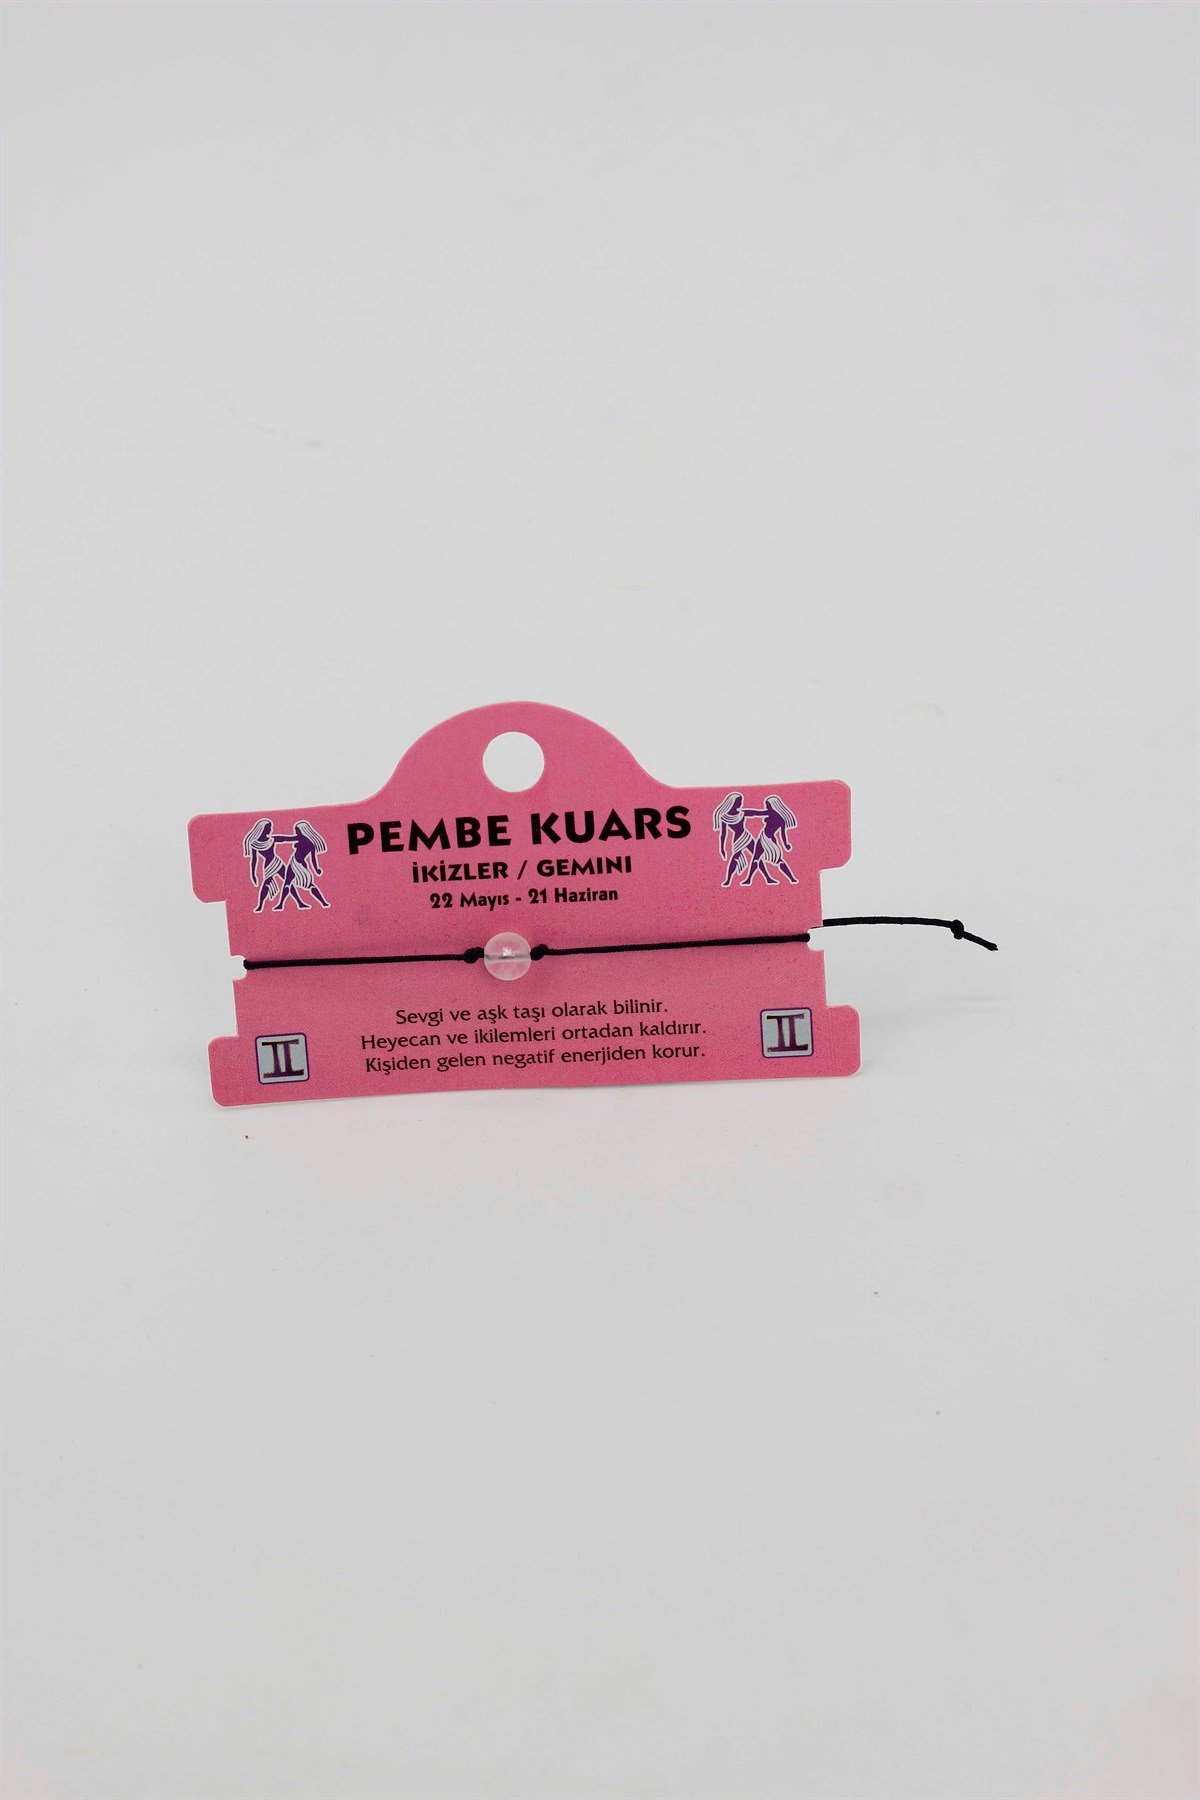 PEMBE KUARS
İKİZLER / GEMINI
22 Mayıs - 21 Haziran
Sevgi ve aşk taşı olarak bilinir.
Heyecan ve ikilemleri ortadan kaldırır.
Kişiden gelen negatif enerjiden korur.